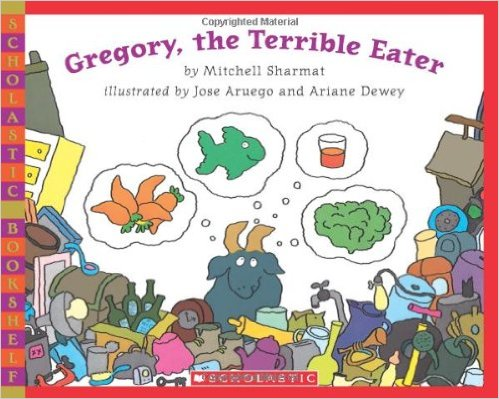 Copyrighted Material
Gregory, the Terrible Eater
by Mitchell Sharmat
illustrated by Jose Aruego and Ariane Dewey
SCHOLASTIC BOOKSHELF
SCHOLASTIC